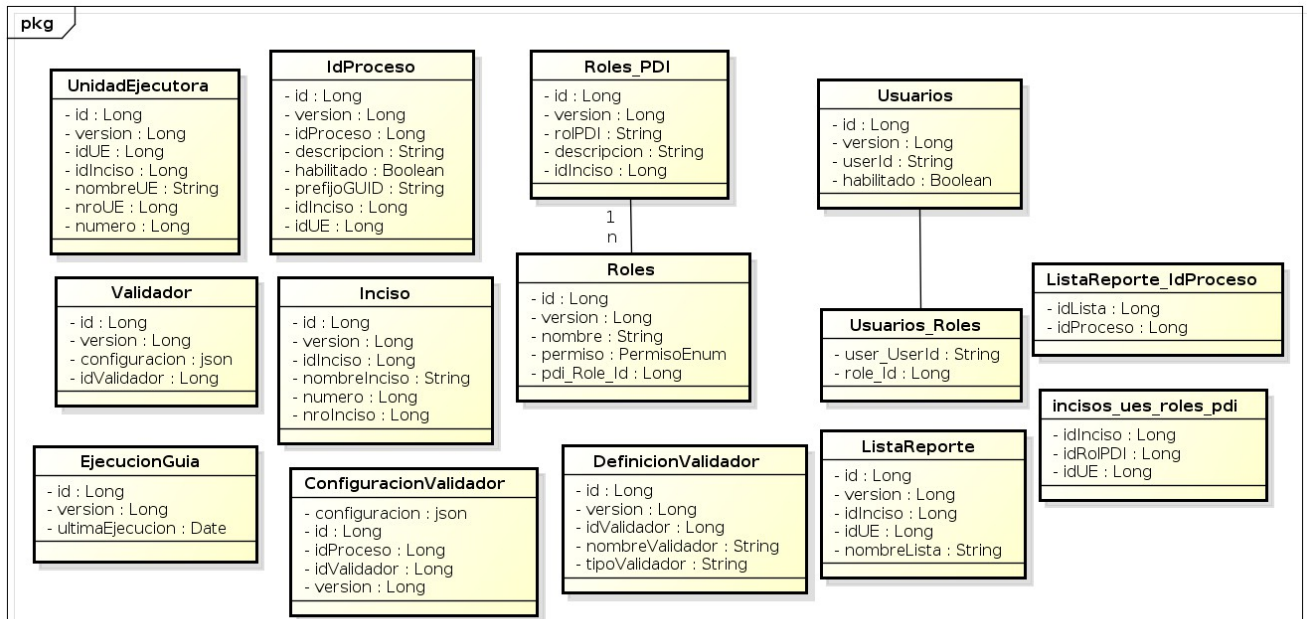 pkg
UnidadEjecutora
- id : Long
- version : Long
- idUE : Long
- idInciso : Long
- nombreUE : String
- nroUE : Long
- numero : Long
IdProceso
- id : Long
- version : Long
- idProceso : Long
- descripcion : String
- habilitado : Boolean
- prefijoGUID : String
- idInciso : Long
- idUE : Long
Roles_PDI
- id : Long
- version : Long
- rolPDI : String
- descripcion : String
- idInciso : Long
1
n
Usuarios
- id : Long
- version : Long
- userId : String
- habilitado : Boolean
Validador
- id : Long
- version : Long
- configuracion : json
- idValidador : Long
Inciso
- id : Long
- version : Long
- idInciso : Long
- nombreInciso : String
- numero : Long
- nroInciso : Long
Roles
- id : Long
- version : Long
- nombre : String
- permiso : PermisoEnum
- pdi_Role_Id : Long
Usuarios_Roles
- user_UserId : String
- role_Id : Long
ListaReporte_IdProceso
- idLista : Long
- idProceso : Long
EjecucionGuia
- id : Long
- version : Long
- ultimaEjecucion : Date
ConfiguracionValidador
- configuracion : json
- id : Long
- idProceso : Long
- idValidador : Long
- version : Long
DefinicionValidador
- id : Long
- version : Long
- idValidador : Long
- nombreValidador : String
- tipoValidador : String
ListaReporte
- id : Long
- version : Long
- idInciso : Long
- idUE : Long
- nombreLista : String
incisos_ues_roles_pdi
- idInciso : Long
- idRolPDI : Long
- idUE : Long